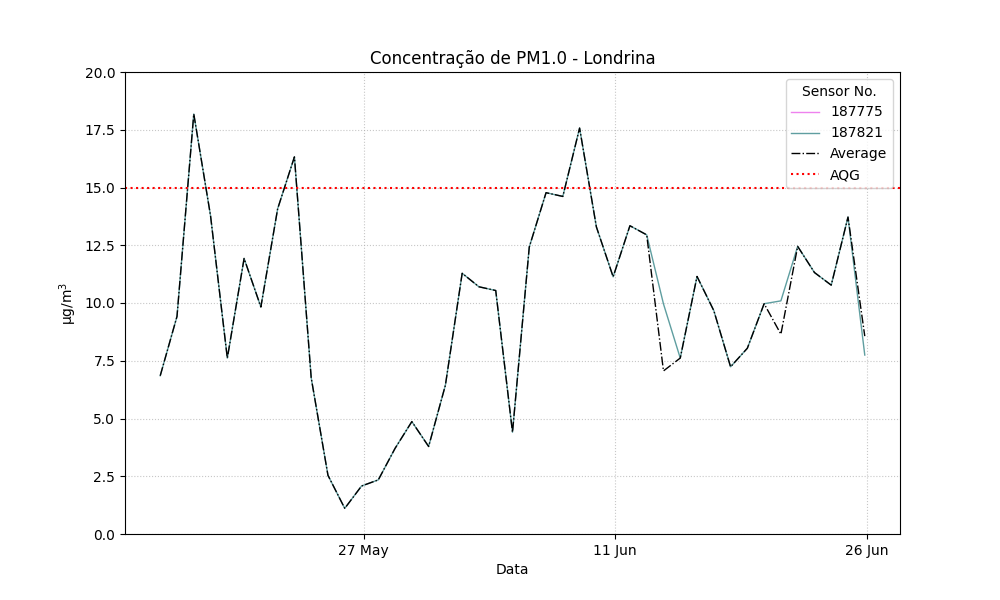 Concentração de PM1.0 - Londrina
20.0
17.5
15.0
12.5
10.0
7.5
5.0
2.5
0.0
µg/m³
27 May
11 Jun
26 Jun
Data
Sensor No.
187775
187821
Average
AQG